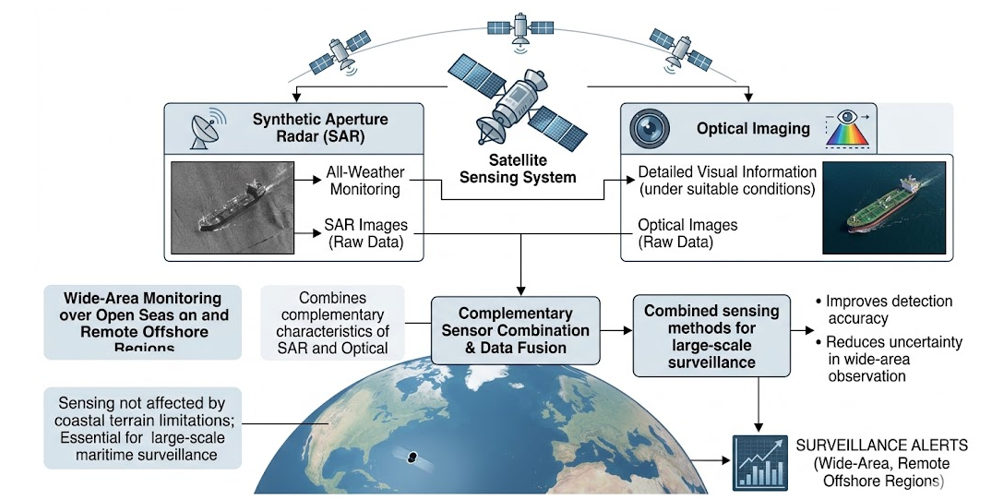 Synthetic Aperture
Radar (SAR)
All-Weather
Monitoring
SAR Images
(Raw Data)
Satellite
Sensing System
Optical Imaging
Detailed Visual Information
(under suitable conditions)
Optical Images
(Raw Data)
Wide-Area Monitoring
over Open Seas on and
Remote Offshore
Regions
Combines
complementary
characteristics of
SAR and Optical
Complementary
Sensor Combination
& Data Fusion
Combined sensing
methods for
large-scale
surveillance
• Improves detection
accuracy
• Reduces uncertainty
in wide-area
observation
Sensing not affected by
coastal terrain limitations;
Essential for large-scale
maritime surveillance
SURVEILLANCE ALERTS
(Wide-Area, Remote
Offshore Regions)